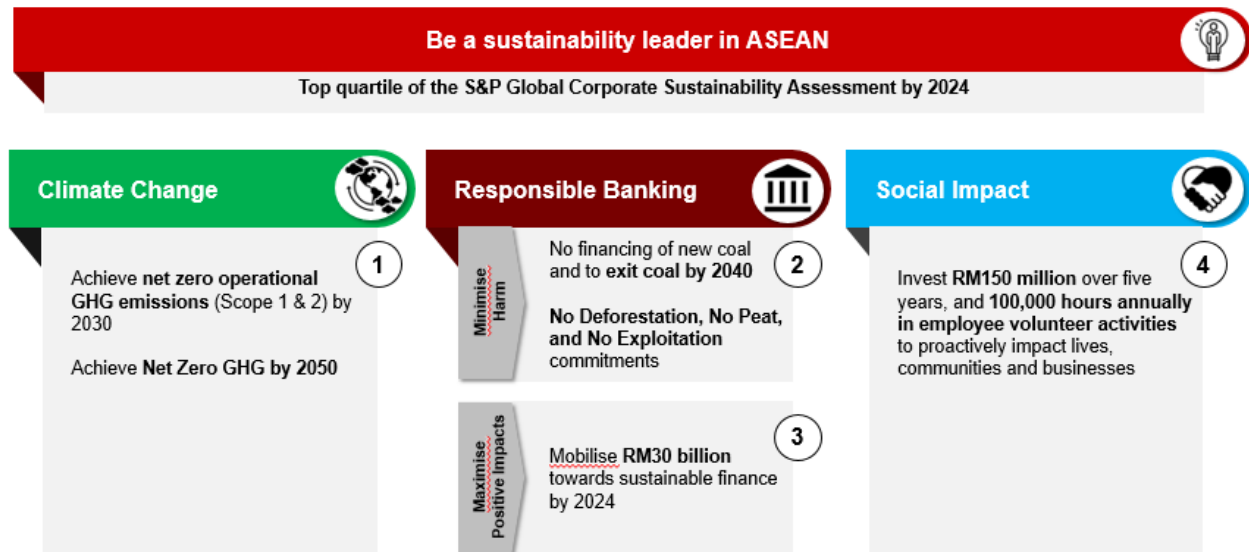 Be a sustainability leader in ASEAN
Top quartile of the S&P Global Corporate Sustainability Assessment by 2024
Climate Change
1
Achieve net zero operational
GHG emissions (Scope 1 & 2) by
2030
Achieve Net Zero GHG by 2050
Responsible Banking
Minimise
Harm
2
No financing of new coal
and to exit coal by 2040
No Deforestation, No Peat,
and No Exploitation
commitments
Maximise
Positive Impacts
3
Mobilise RM30 billion
towards sustainable finance
by 2024
Social Impact
4
Invest RM150 million over five
years, and 100,000 hours annually
in employee volunteer activities
to proactively impact lives,
communities and businesses